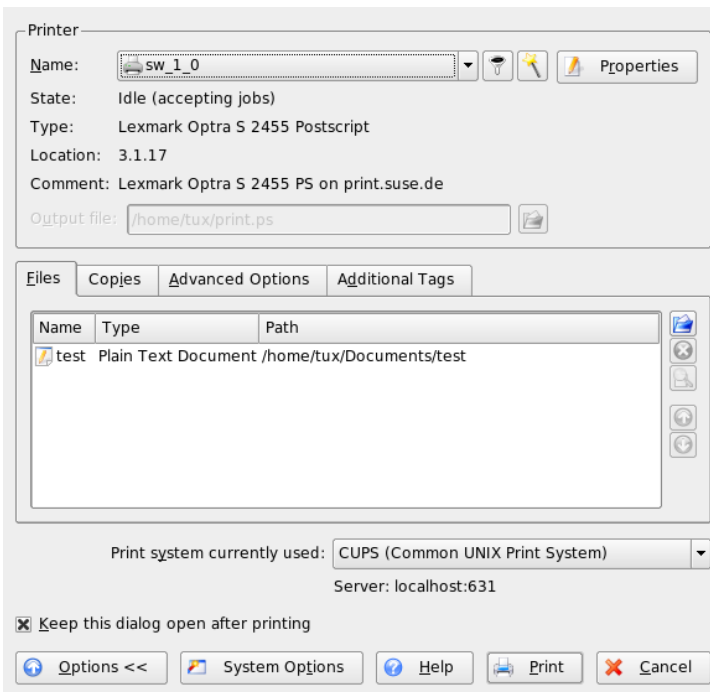 Printer
Name: sw_1_0 Properties
State: Idle (accepting jobs)
Type: Lexmark Optra S 2455 Postscript
Location: 3.1.17
Comment: Lexmark Optra S 2455 PS on print.suse.de
Output file: /home/tux/print.ps
Files Copies Advanced Options Additional Tags
Name Type Path
test Plain Text Document /home/tux/Documents/test
Print system currently used: CUPS (Common UNIX Print System)
Server: localhost:631
Keep this dialog open after printing
Options << System Options Help Print Cancel